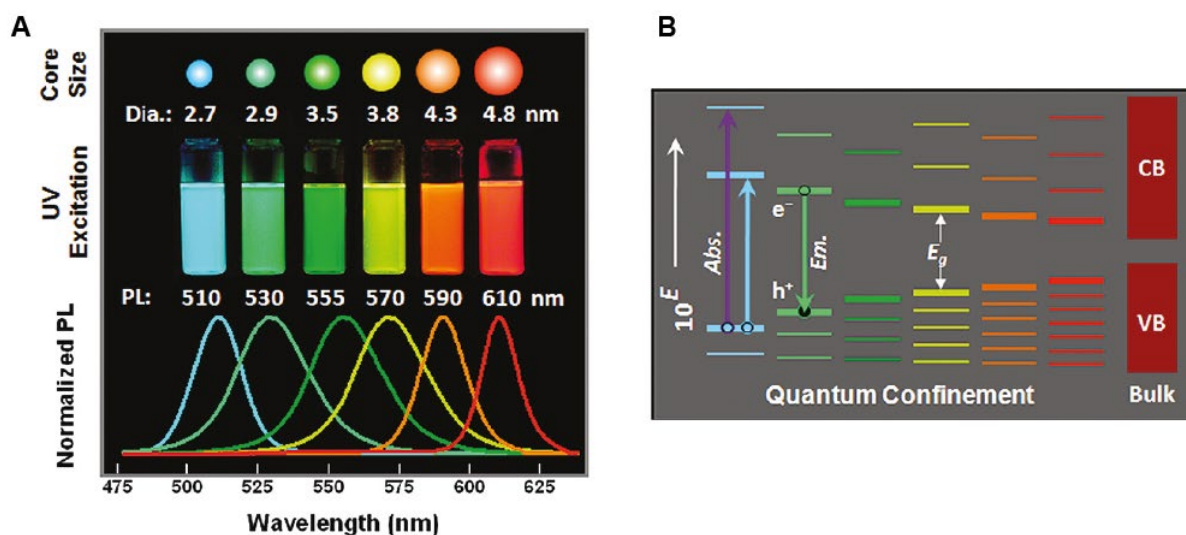 A
Core
Size
Dia.: 2.7 2.9 3.5 3.8 4.3 4.8 nm
UV
Excitation
PL: 510 530 555 570 590 610 nm
Normalized PL
475 500 525 550 575 600 625
Wavelength (nm)
B
10^E
Abs.
e⁻
Em.
h⁺
E_g
CB
VB
Quantum Confinement
Bulk